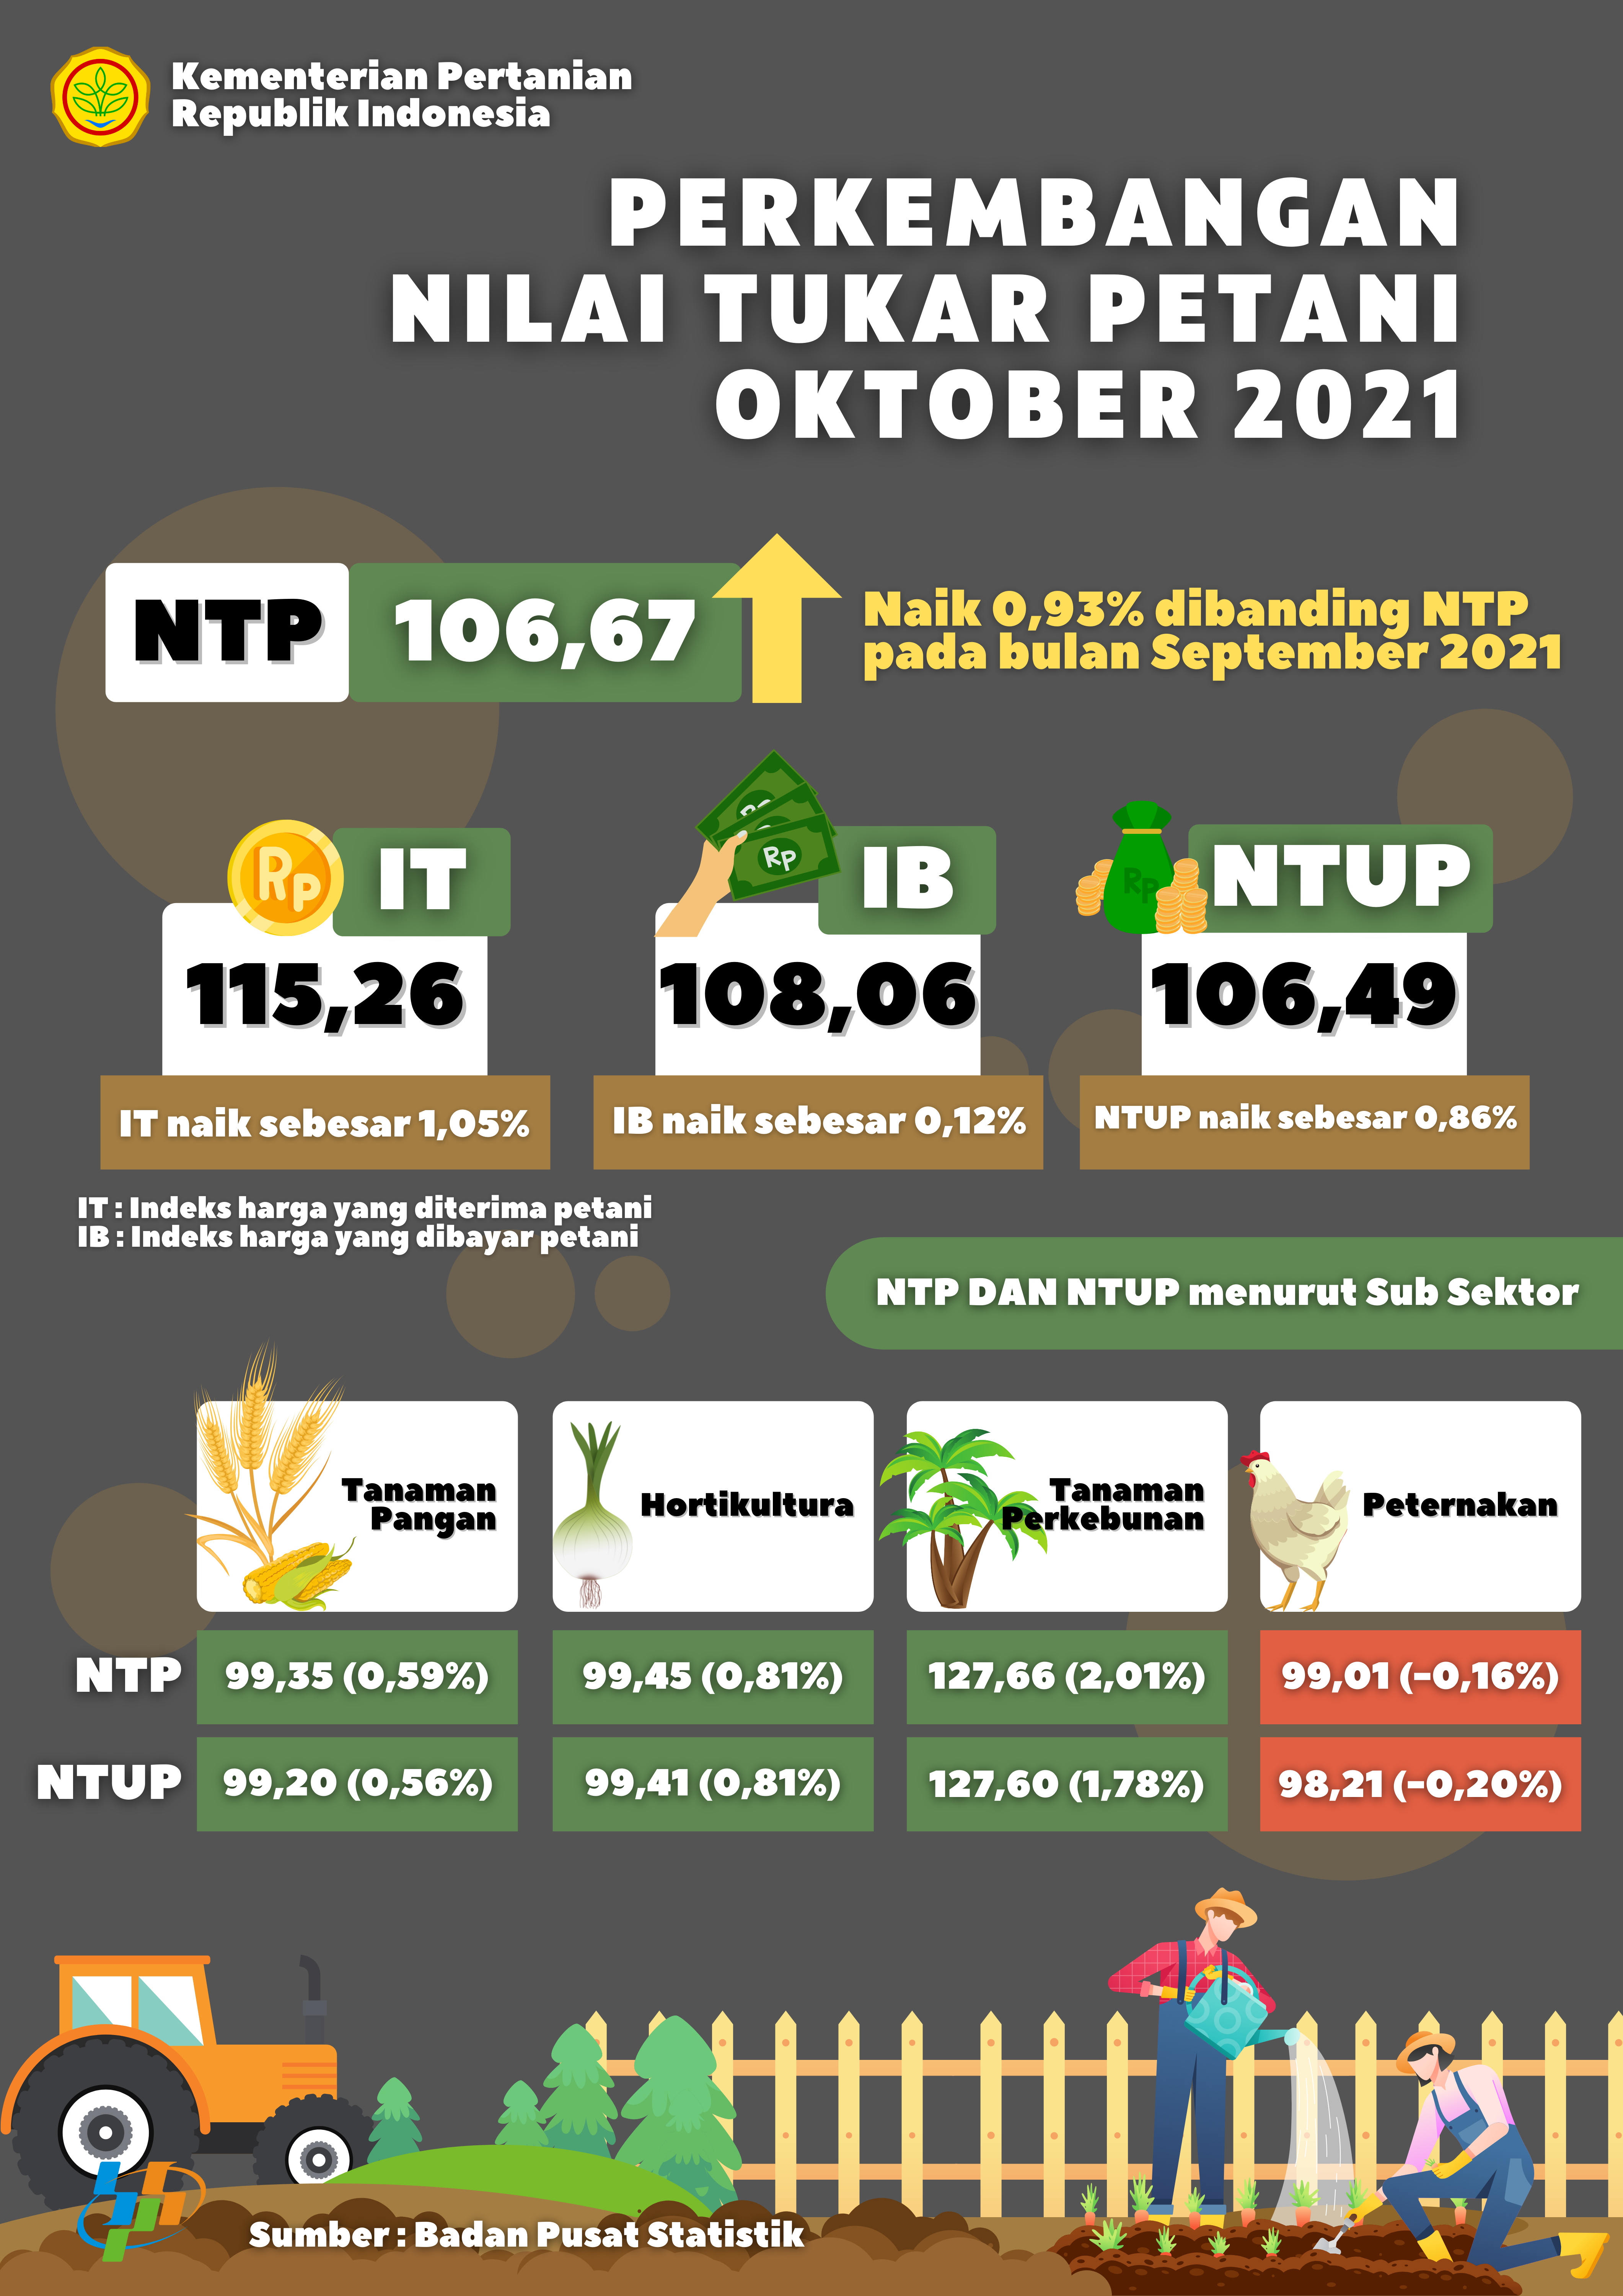 Kementerian Pertanian
Republik Indonesia
PERKEMBANGAN
NILAI TUKAR PETANI
OKTOBER 2021
NTP
106,67
Naik 0,93% dibanding NTP
pada bulan September 2021
RP
IT
115,26
IT naik sebesar 1,05%
RP
IB
108,06
IB naik sebesar 0,12%
RP
NTUP
106,49
NTUP naik sebesar 0,86%
IT : Indeks harga yang diterima petani
IB : Indeks harga yang dibayar petani
NTP DAN NTUP menurut Sub Sektor
Tanaman
Pangan
Hortikultura
Tanaman
Perkebunan
Peternakan
NTP
99,35 (0,59%)
99,45 (0,81%)
127,66 (2,01%)
99,01 (-0,16%)
NTUP
99,20 (0,56%)
99,41 (0,81%)
127,60 (1,78%)
98,21 (-0,20%)
Sumber : Badan Pusat Statistik